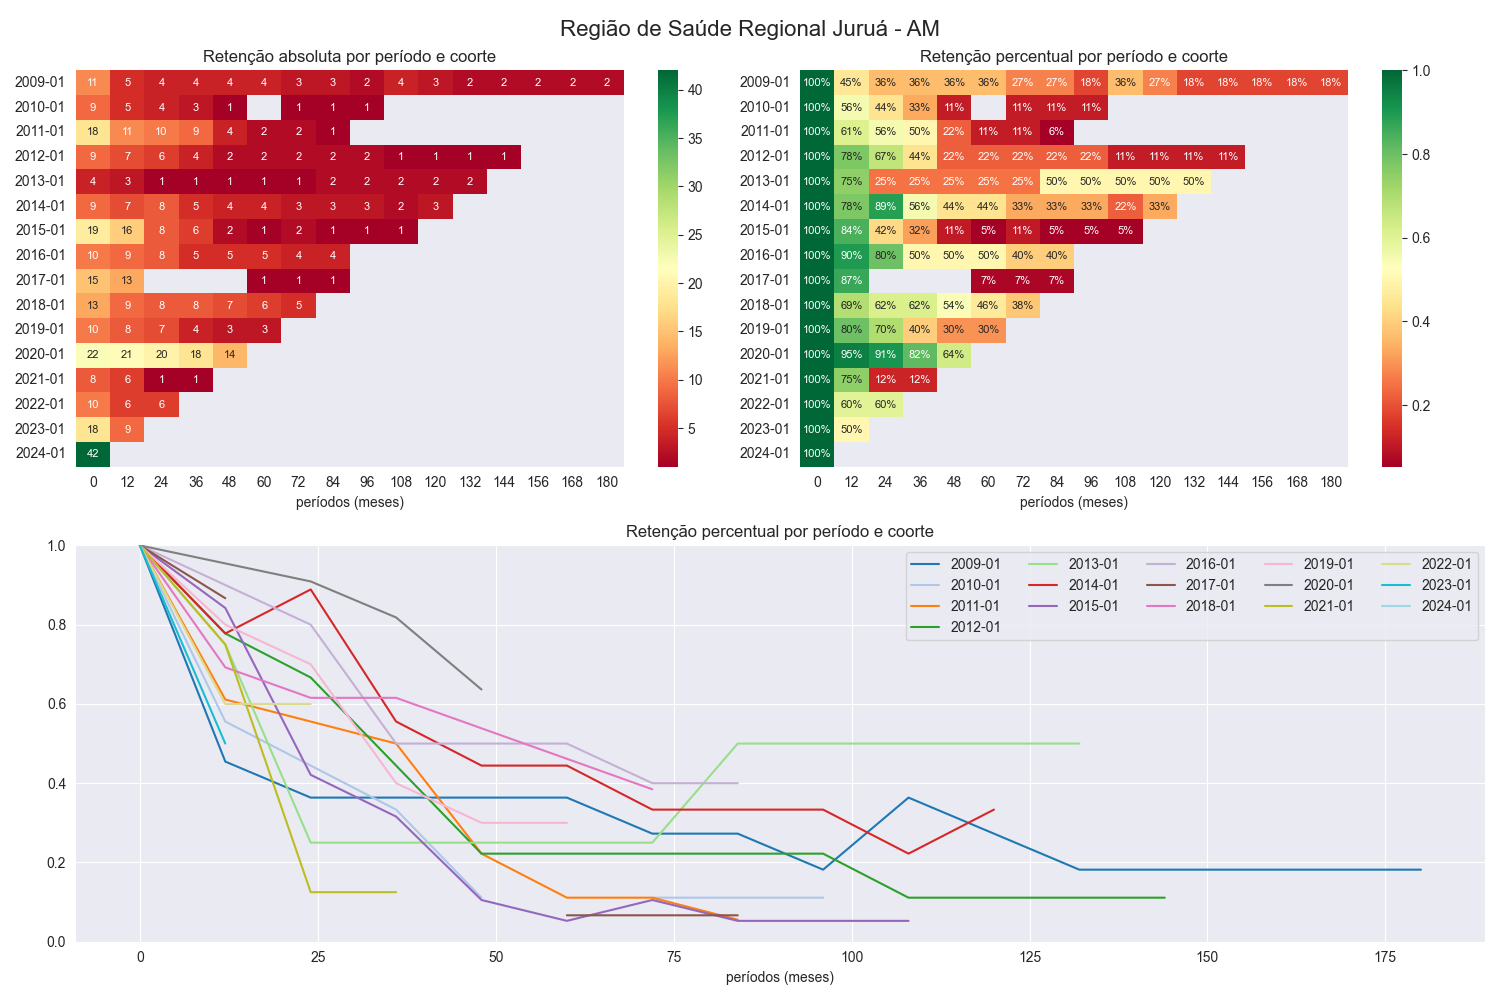 Região de Saúde Regional Juruá - AM
Retenção absoluta por período e coorte
2009-01 11 5 4 4 4 4 3 3 2 4 3 2 2 2 2 2
2010-01 9 5 4 3 1 1 1 1
2011-01 18 11 10 9 4 2 2 1
2012-01 9 7 6 4 2 2 2 2 2 1 1 1 1
2013-01 4 3 1 1 1 1 1 2 2 2 2 2
2014-01 9 7 8 5 4 4 3 3 3 2 3
2015-01 19 16 8 6 2 1 2 1 1 1
2016-01 10 9 8 5 5 5 4 4
2017-01 15 13 1 1 1
2018-01 13 9 8 8 7 6 5
2019-01 10 8 7 4 3 3
2020-01 22 21 20 18 14
2021-01 8 6 1 1
2022-01 10 6 6
2023-01 18 9
2024-01 42
0 12 24 36 48 60 72 84 96 108 120 132 144 156 168 180
períodos (meses)
40
35
30
25
20
15
10
5
Retenção percentual por período e coorte
2009-01 100% 45% 36% 36% 36% 36% 27% 27% 18% 36% 27% 18% 18% 18% 18% 18%
2010-01 100% 56% 44% 33% 11% 11% 11% 11%
2011-01 100% 61% 56% 50% 22% 11% 11% 6%
2012-01 100% 78% 67% 44% 22% 22% 22% 22% 22% 11% 11% 11% 11%
2013-01 100% 75% 25% 25% 25% 25% 25% 50% 50% 50% 50% 50%
2014-01 100% 78% 89% 56% 44% 44% 33% 33% 33% 22% 33%
2015-01 100% 84% 42% 32% 11% 5% 11% 5% 5% 5%
2016-01 100% 90% 80% 50% 50% 50% 40% 40%
2017-01 100% 87% 7% 7% 7%
2018-01 100% 69% 62% 62% 54% 46% 38%
2019-01 100% 80% 70% 40% 30% 30%
2020-01 100% 95% 91% 82% 64%
2021-01 100% 75% 12% 12%
2022-01 100% 60% 60%
2023-01 100% 50%
2024-01 100%
0 12 24 36 48 60 72 84 96 108 120 132 144 156 168 180
períodos (meses)
1.0
0.8
0.6
0.4
0.2
Retenção percentual por período e coorte
1.0
0.8
0.6
0.4
0.2
0.0
2009-01 2013-01 2016-01 2019-01 2022-01
2010-01 2014-01 2017-01 2020-01 2023-01
2011-01 2015-01 2018-01 2021-01 2024-01
2012-01
0 25 50 75 100 125 150 175
períodos (meses)